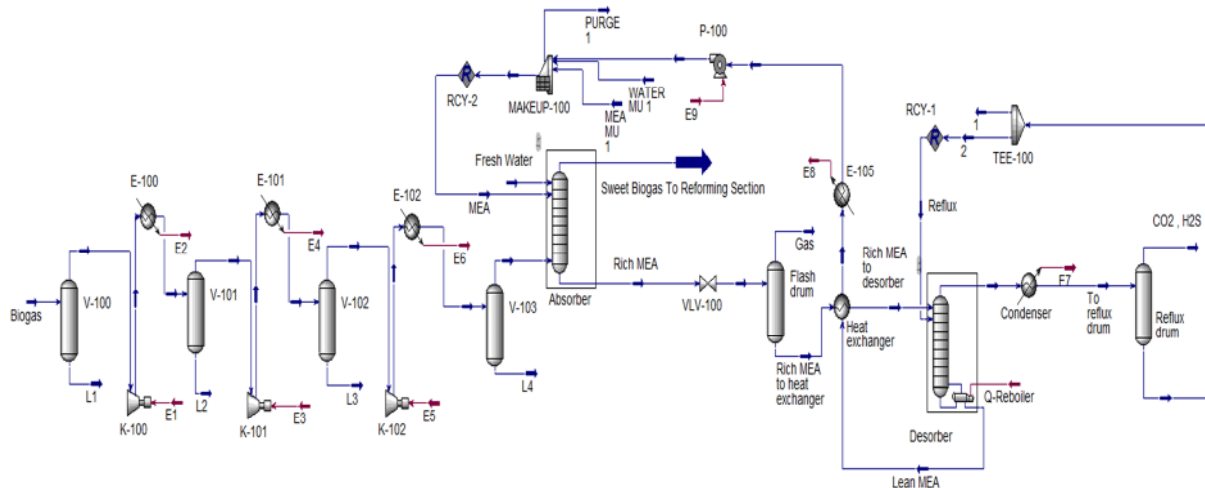 PURGE
1
P-100
RCY-2
MAKEUP-100
WATER
MU 1
MEA
MU
1
E9
RCY-1
1
2
TEE-100
E-100
E-101
E-102
Fresh Water
MEA
Sweet Biogas To Reforming Section
E8
E-105
Reflux
CO2 , H2S
E2
E4
E6
Gas
Rich MEA
to
desorber
Biogas
V-100
V-101
V-102
V-103
Absorber
Rich MEA
VLV-100
Flash
drum
Heat
exchanger
Condenser
F7
To
reflux
drum
Reflux
drum
L1
L2
L3
L4
Rich MEA
to heat
exchanger
K-100
E1
K-101
E3
K-102
E5
Q-Reboiler
Desorber
Lean MEA